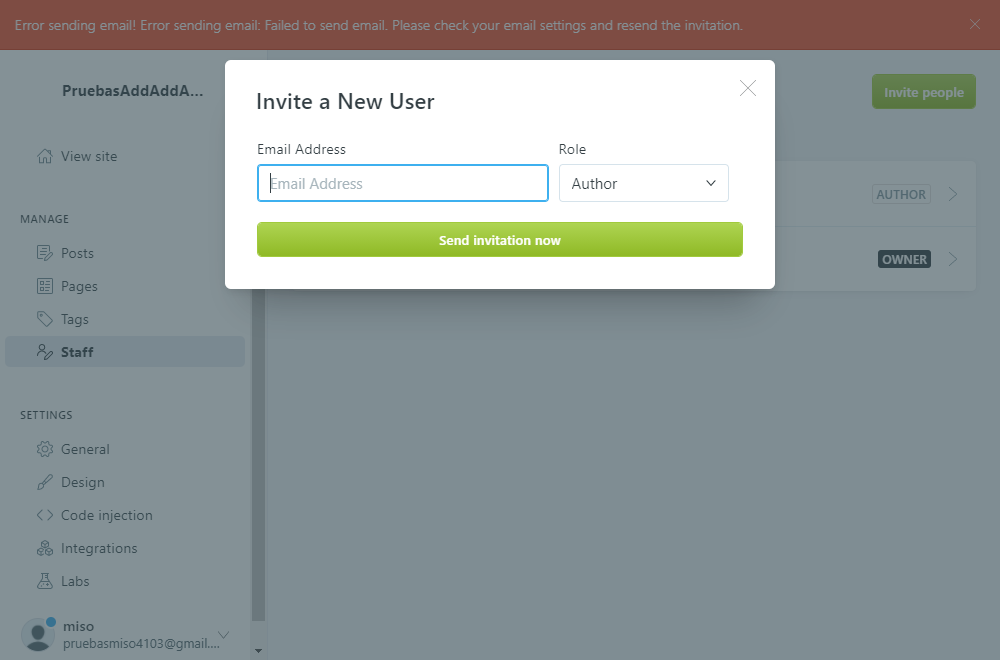 Error sending email! Error sending email: Failed to send email. Please check your email settings and resend the invitation.
PruebasAddAddA...
Invite people
Invite a New User
Email Address
Role
Email Address
Author
Send invitation now
View site
MANAGE
Posts
Pages
Tags
Staff
AUTHOR
OWNER
SETTINGS
General
Design
Code injection
Integrations
Labs
miso
pruebasmiso4103@gmail....